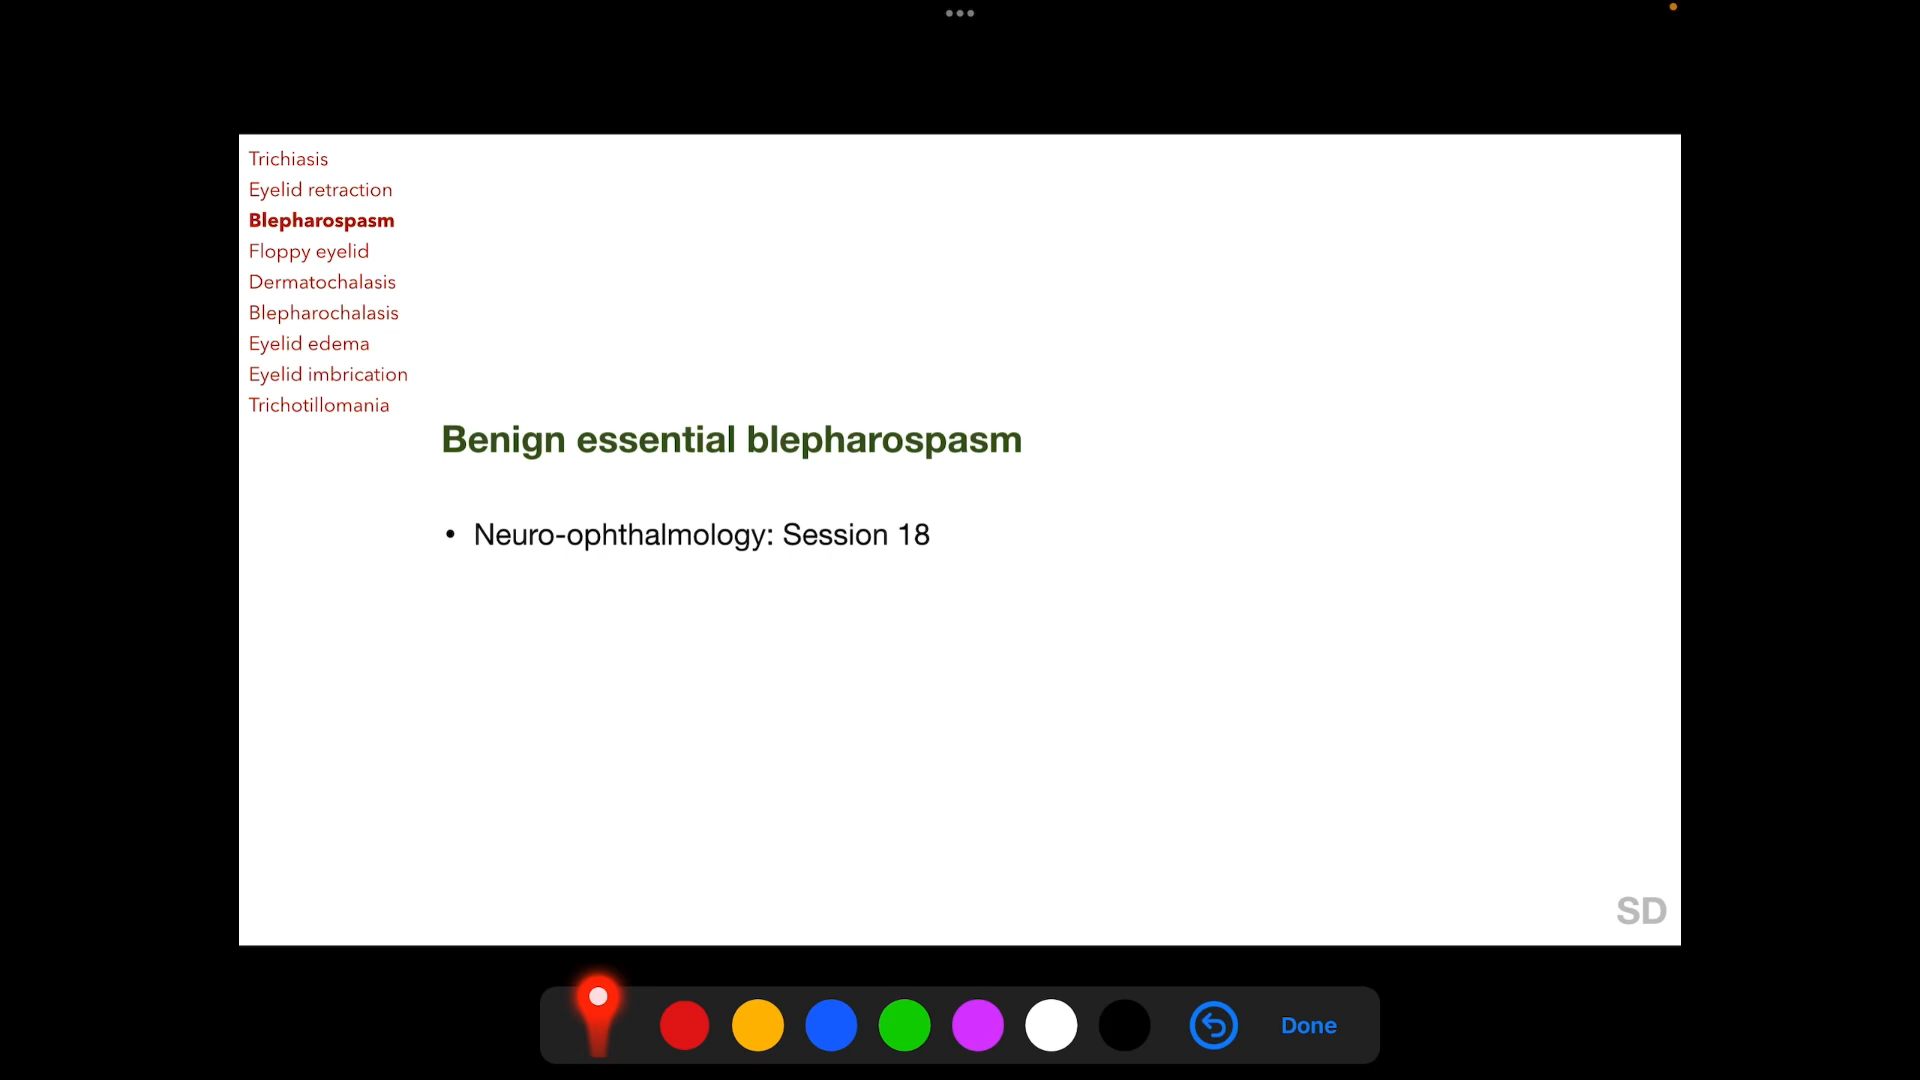 Trichiasis
Eyelid retraction
Blepharospasm
Floppy eyelid
Dermatochalasis
Blepharochalasis
Eyelid edema
Eyelid imbrication
Trichotillomania
Benign essential blepharospasm
• Neuro-ophthalmology: Session 18
SD
Done